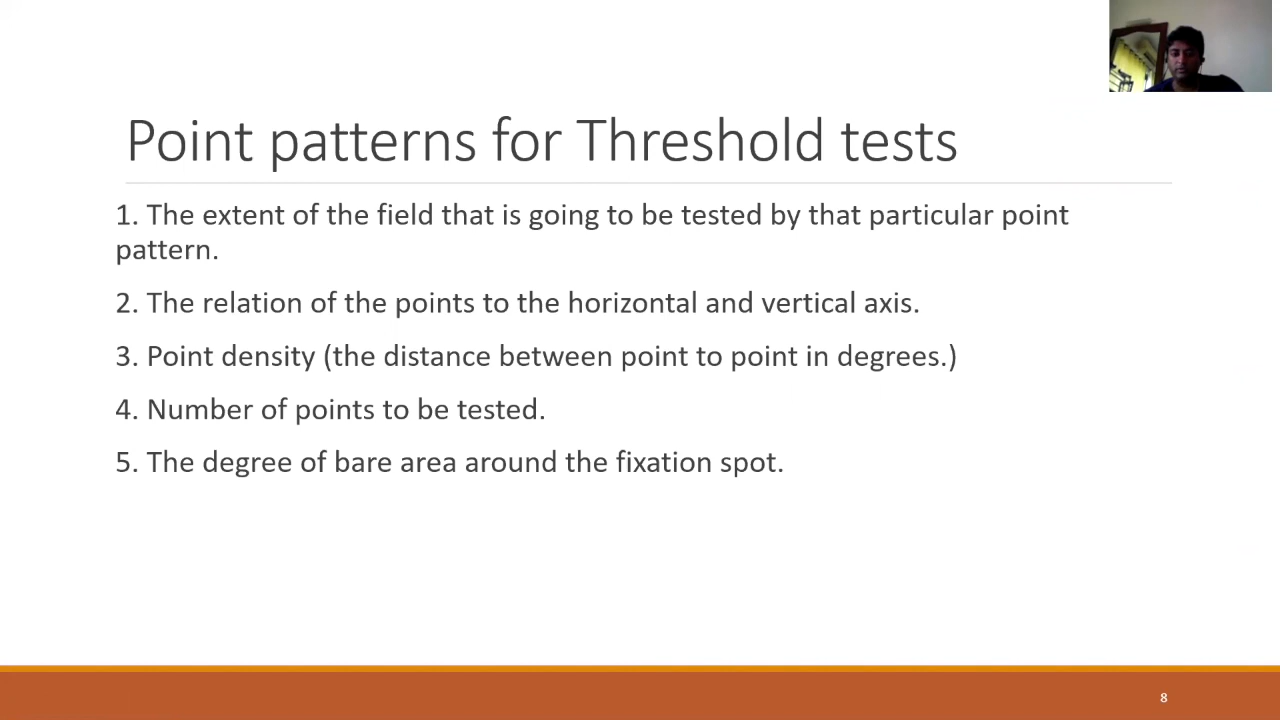 Point patterns for Threshold tests
1. The extent of the field that is going to be tested by that particular point
pattern.
2. The relation of the points to the horizontal and vertical axis.
3. Point density (the distance between point to point in degrees.)
4. Number of points to be tested.
5. The degree of bare area around the fixation spot.
8